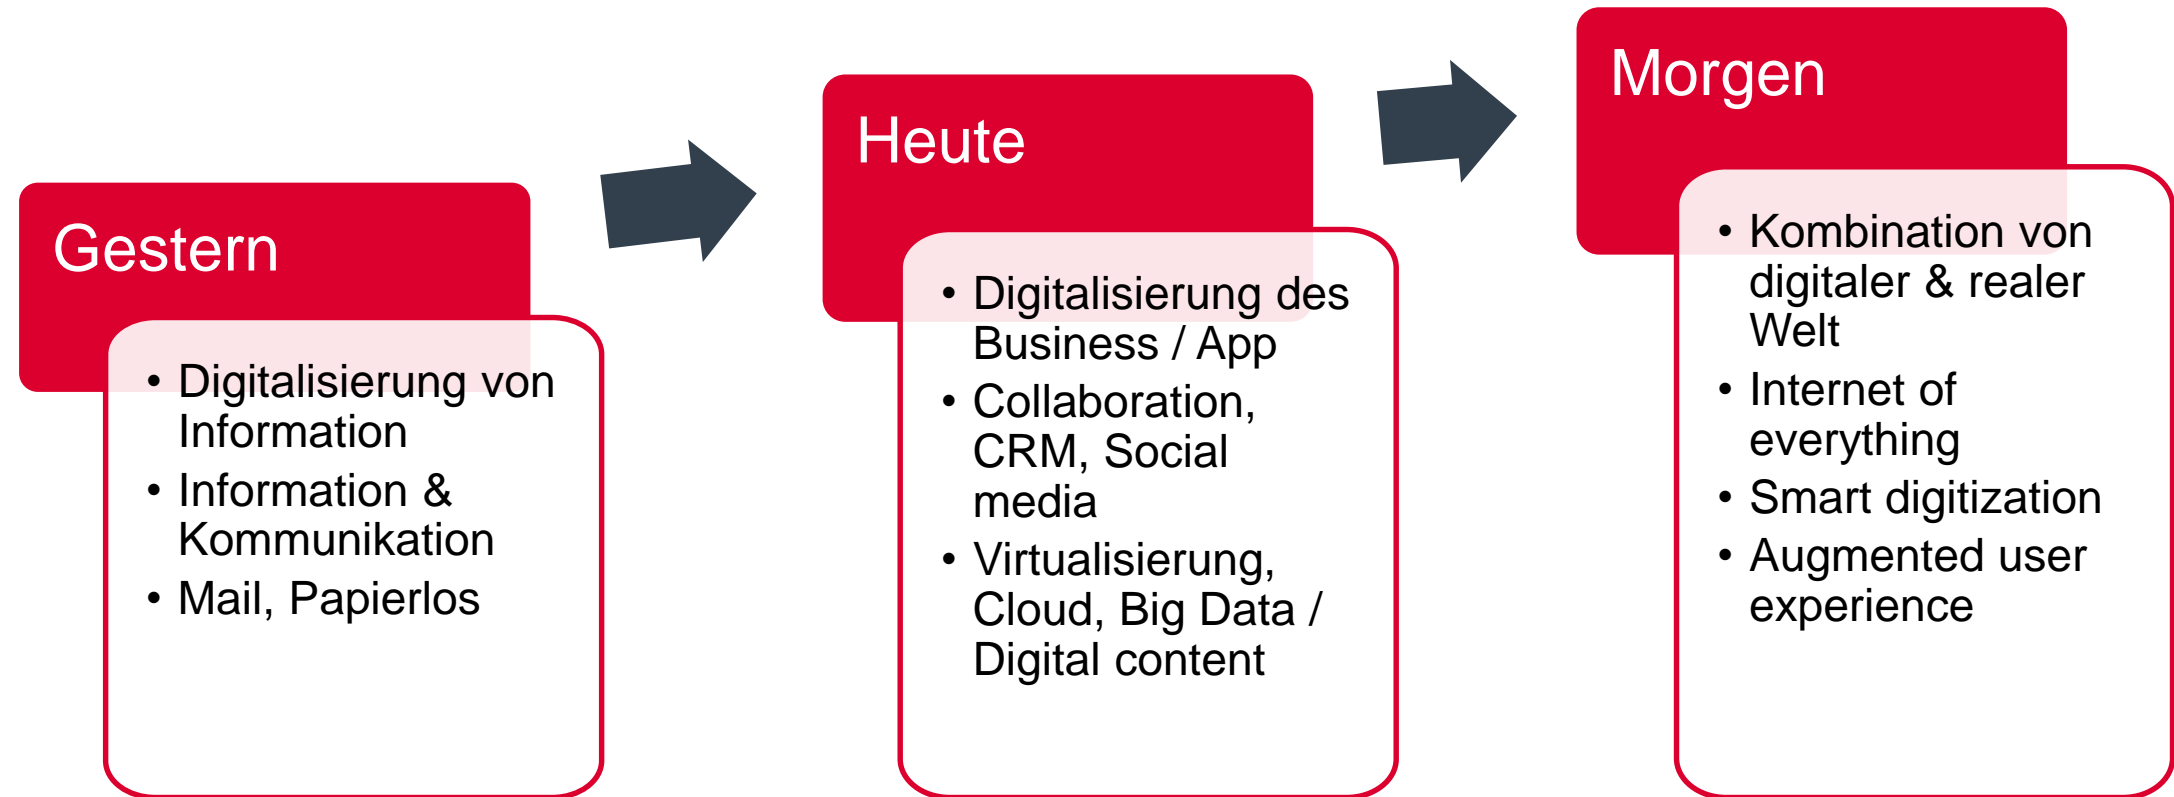 Gestern
• Digitalisierung von
Information
• Information &
Kommunikation
• Mail, Papierlos
Heute
• Digitalisierung des
Business / App
• Collaboration,
CRM, Social
media
• Virtualisierung,
Cloud, Big Data /
Digital content
Morgen
• Kombination von
digitaler & realer
Welt
• Internet of
everything
• Smart digitization
• Augmented user
experience